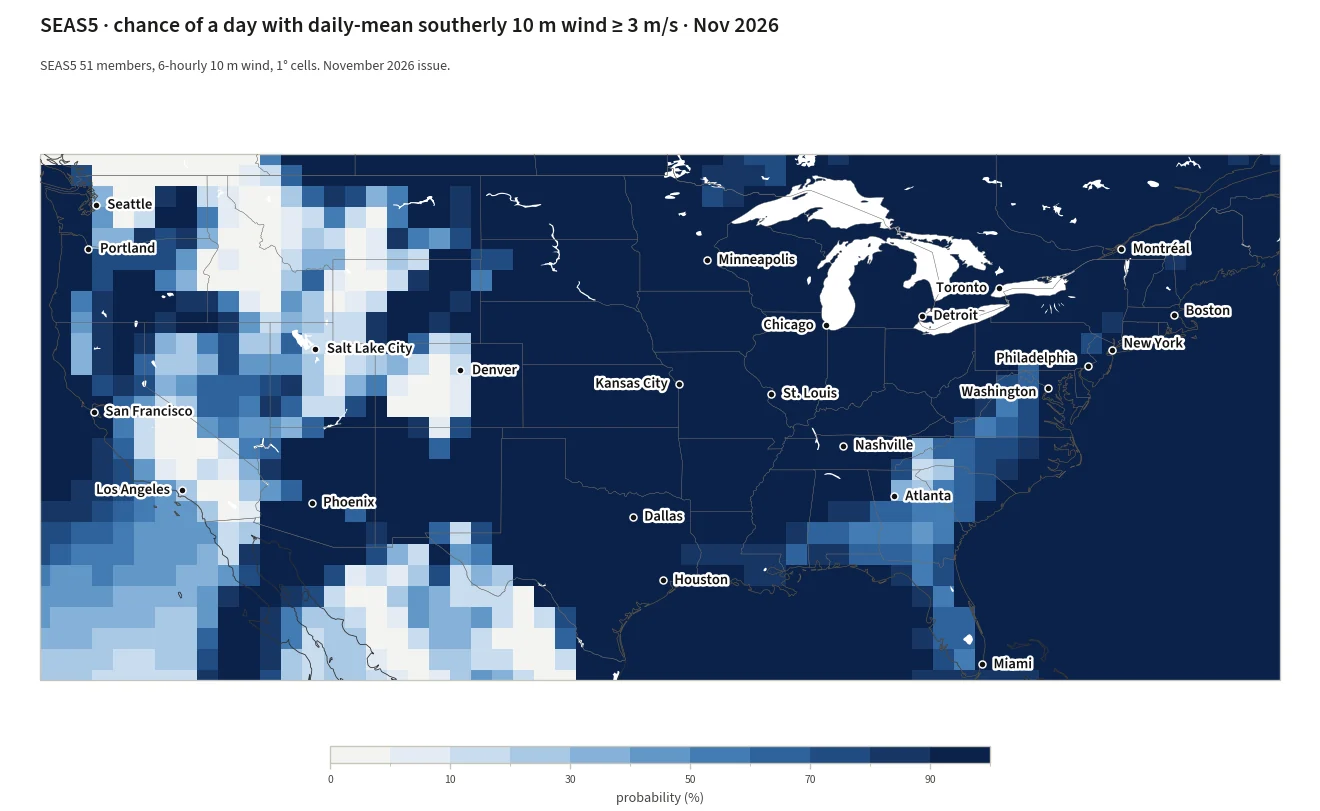 SEAS5 · chance of a day with daily-mean southerly 10 m wind ≥ 3 m/s · Nov 2026
SEAS5 51 members, 6-hourly 10 m wind, 1° cells. November 2026 issue.
Seattle
Portland
Minneapolis
Montréal
Toronto
Boston
Detroit
Chicago
New York
Salt Lake City
Philadelphia
Denver
Kansas City
St. Louis
Washington
San Francisco
Nashville
Los Angeles
Phoenix
Atlanta
Dallas
Houston
Miami
0 10 30 50 70 90
probability (%)